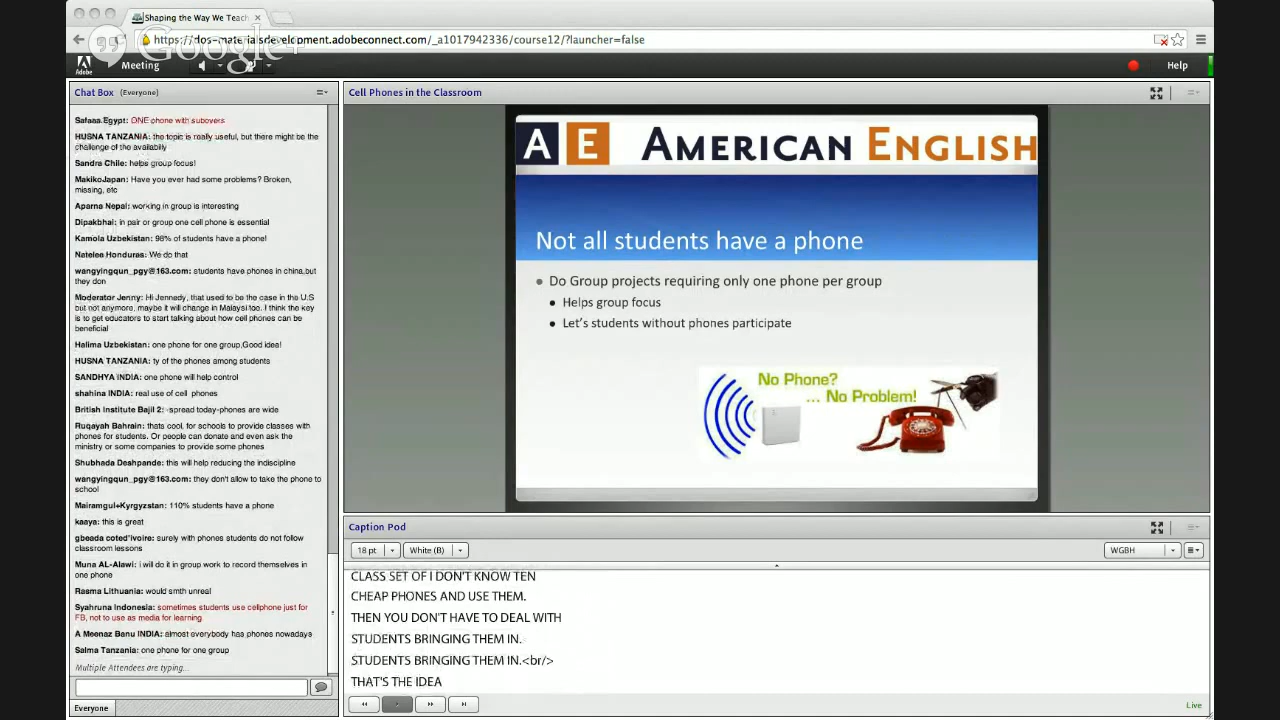 Shaping the Way We Teach
https://dos-materialsdevelopment.adobeconnect.com/_a1017942336/course12/?launcher=false
Google+
Adobe
Meeting
Help
Chat Box (Everyone)
Safaaa.Egypt: ONE phone with subovers
HUSNA TANZANIA: the topic is really useful, but there might be the
challenge of the availabiliy
Sandra Chile: helps group focus!
MakikoJapan: Have you ever had some problems? Broken,
missing, etc
Aparna Nepal: working in group is interesting
Dipakbhai: in pair or group one cell phone is essential
Kamola Uzbekistan: 98% of students have a phone!
Natelea Honduras: We do that
wangyingqun_pgy@163.com: students have phones in china,but
they don
Moderator Jenny: Hi Jennedy, that used to be the case in the U.S
but not anymore, maybe it will change in Malaysi too. I think the key
is to get educators to start talking about how cell phones can be
beneficial
Halima Uzbekistan: one phone for one group,Good idea!
HUSNA TANZANIA: ty of the phones among students
SANDHYA INDIA: one phone will help control
shahina INDIA: real use of cell phones
British Institute Bajil 2: -spread today-phones are wide
Ruqayah Bahrain: thats cool, for schools to provide classes with
phones for students. Or people can donate and even ask the
ministry or some companies to provide some phones
Shubhada Deshpande: this will help reducing the indiscipline
wangyingqun_pgy@163.com: they don't allow to take the phone to
school
Mairamgul+Kyrgyzstan: 110% students have a phone
kaaya: this is great
gbeada coted'ivoire: surely with phones students do not follow
classroom lessons
Muna AL-Alawi: i will do it in group work to record themselves in
one phone
Rasma Lithuania: would smth unreal
Syahruna Indonesia: sometimes students use cellphone just for
FB, not to use as media for learning
A Meenaz Banu INDIA: almost everybody has phones nowadays
Salma Tanzania: one phone for one group
Multiple Attendees are typing...
Everyone
Cell Phones in the Classroom
AE AMERICAN ENGLISH
Not all students have a phone
Do Group projects requiring only one phone per group
Helps group focus
Let's students without phones participate
No Phone?
... No Problem!
Caption Pod
18 pt
White (B)
WGBH
CLASS SET OF I DON'T KNOW TEN
CHEAP PHONES AND USE THEM.
THEN YOU DON'T HAVE TO DEAL WITH
STUDENTS BRINGING THEM IN.
STUDENTS BRINGING THEM IN.<br/>
THAT'S THE IDEA
Live